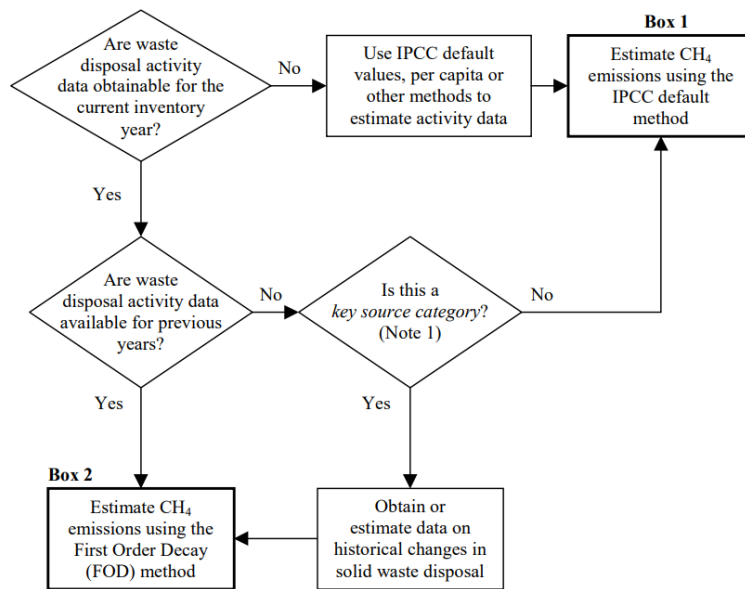 Box 1
Are waste
disposal activity
data obtainable for the
current inventory
year?
No
Use IPCC default
values, per capita or
other methods to
estimate activity data
Estimate CH₄
emissions using the
IPCC default
method
Yes
Are waste
disposal activity data
available for previous
years?
No
Is this a
key source category?
(Note 1)
No
Yes
Yes
Box 2
Estimate CH₄
emissions using the
First Order Decay
(FOD) method
Obtain or
estimate data on
historical changes in
solid waste disposal